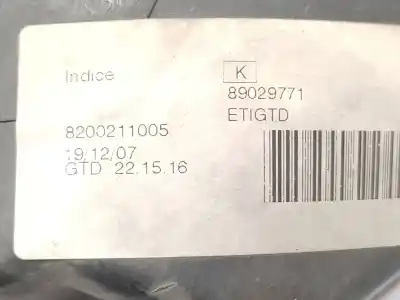 Indice
K
89029771
ETIGTD
8200211005
19/12/07
GTD 22.15.16